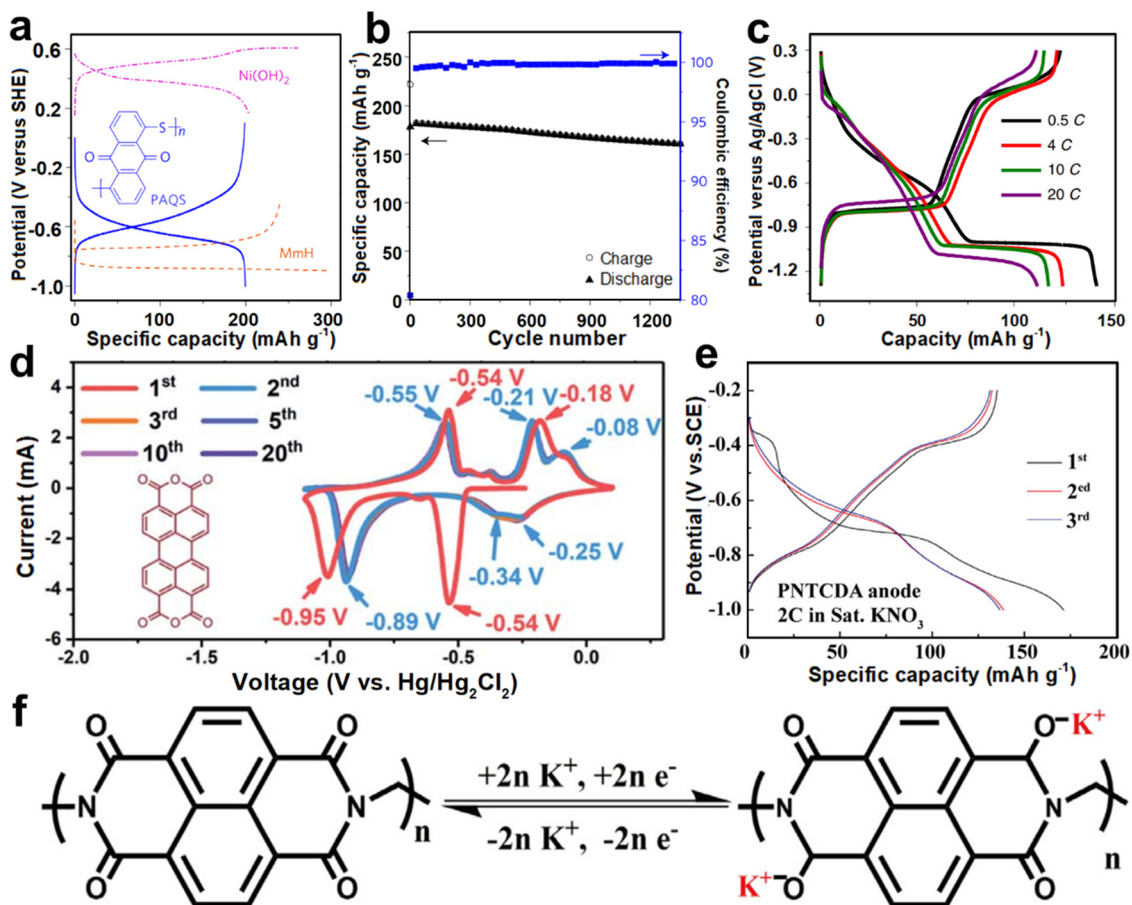 a
Potential (V versus SHE)
0.6
0.2
-0.2
-0.6
-1.0
Ni(OH)2
S
n
O
O
PAQS
MmH
0
100
200
300
Specific capacity (mAh g-1)
b
Specific capacity (mAh g-1)
250
200
150
100
50
0
Charge
Discharge
100
95
90
85
80
Coulombic efficiency (%)
0
300
600
900
1200
Cycle number
c
Potential versus Ag/AgCl (V)
0.3
0.0
-0.3
-0.6
-0.9
-1.2
0.5 C
4 C
10 C
20 C
0
50
100
150
Capacity (mAh g-1)
d
Current (mA)
4
2
0
2
4
6
1st
2nd
3rd
5th
10th
20th
-0.54 V
-0.55 V
-0.21 V
-0.18 V
-0.08 V
-0.25 V
-0.34 V
-0.95 V
-0.89 V
-0.54 V
O
O
O
O
O
O
-2.0
-1.5
-1.0
-0.5
0.0
Voltage (V vs. Hg/Hg2Cl2)
e
Potential (V vs.SCE)
-0.2
-0.4
-0.6
-0.8
-1.0
1st
2ed
3rd
PNTCDA anode
2C in Sat. KNO3
0
50
100
150
200
Specific capacity (mAh g-1)
f
O
O
N
N
O
O
n
+2n K+, +2n e-
-2n K+, -2n e-
O
O-K+
N
N
K+-O
O
n